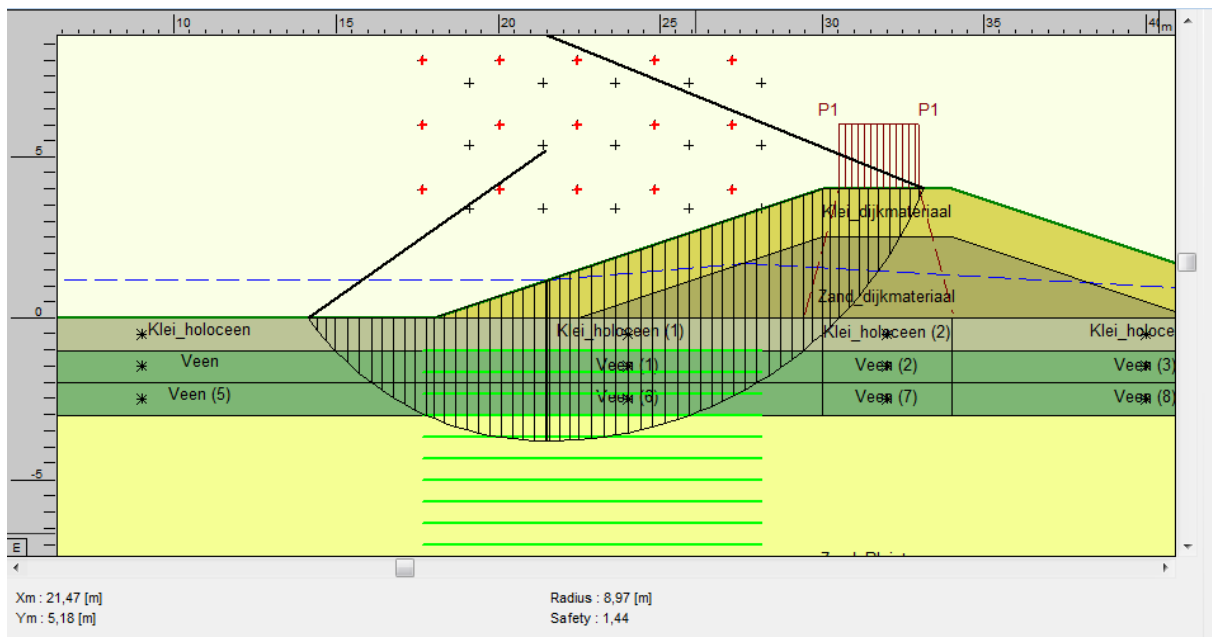 10 15 20 25 30 35 40 m
P1 P1
5
Klei_dijkmateriaal
Zand_dijkmateriaal
0
Klei_holoceen Klei_holoceen (1) Klei_holoceen (2) Klei_holoce
Veen Veen (1) Veen (2) Veen (3)
Veen (5) Veen (6) Veen (7) Veen (8)
-5
E
Xm : 21,47 [m] Radius : 8,97 [m]
Ym : 5,18 [m] Safety : 1,44